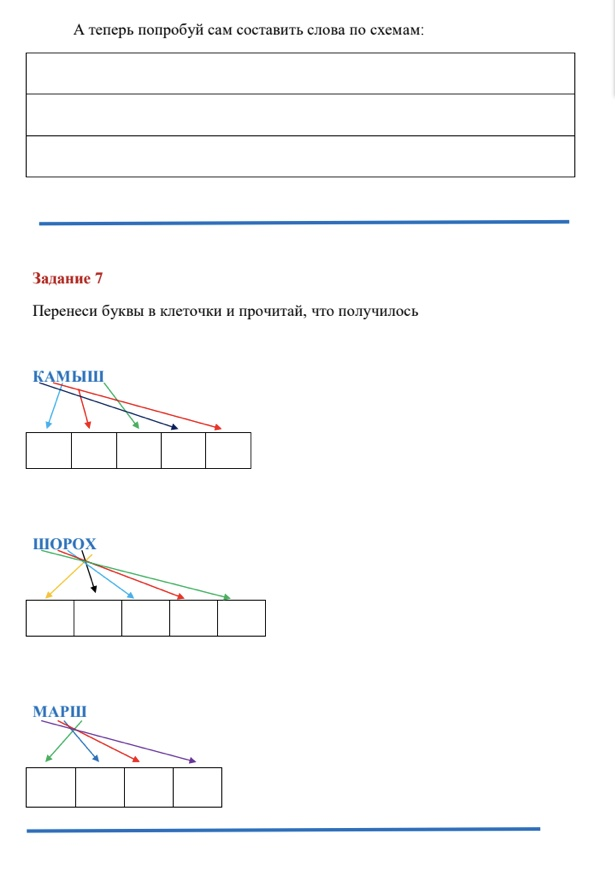 А теперь попробуй сам составить слова по схемам:
Задание 7
Перенеси буквы в клеточки и прочитай, что получилось
КАМЫШ
ШОРОХ
МАРШ